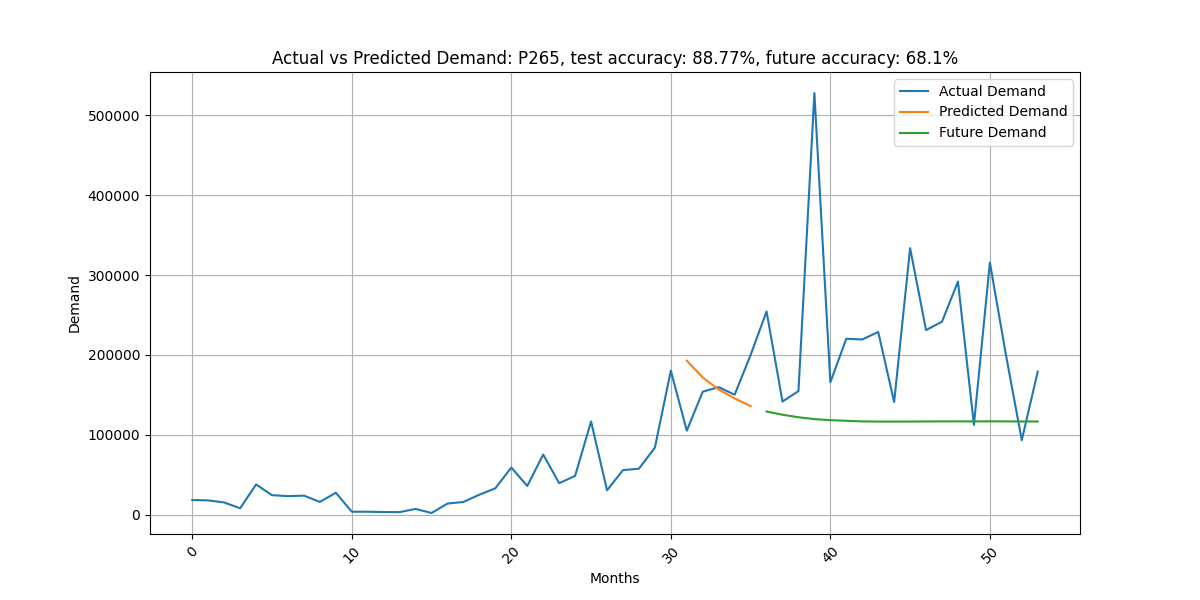 Actual vs Predicted Demand: P265, test accuracy: 88.77%, future accuracy: 68.1%
Actual Demand
Predicted Demand
Future Demand
500000
400000
300000
200000
100000
0
Demand
0 10 20 30 40 50
Months